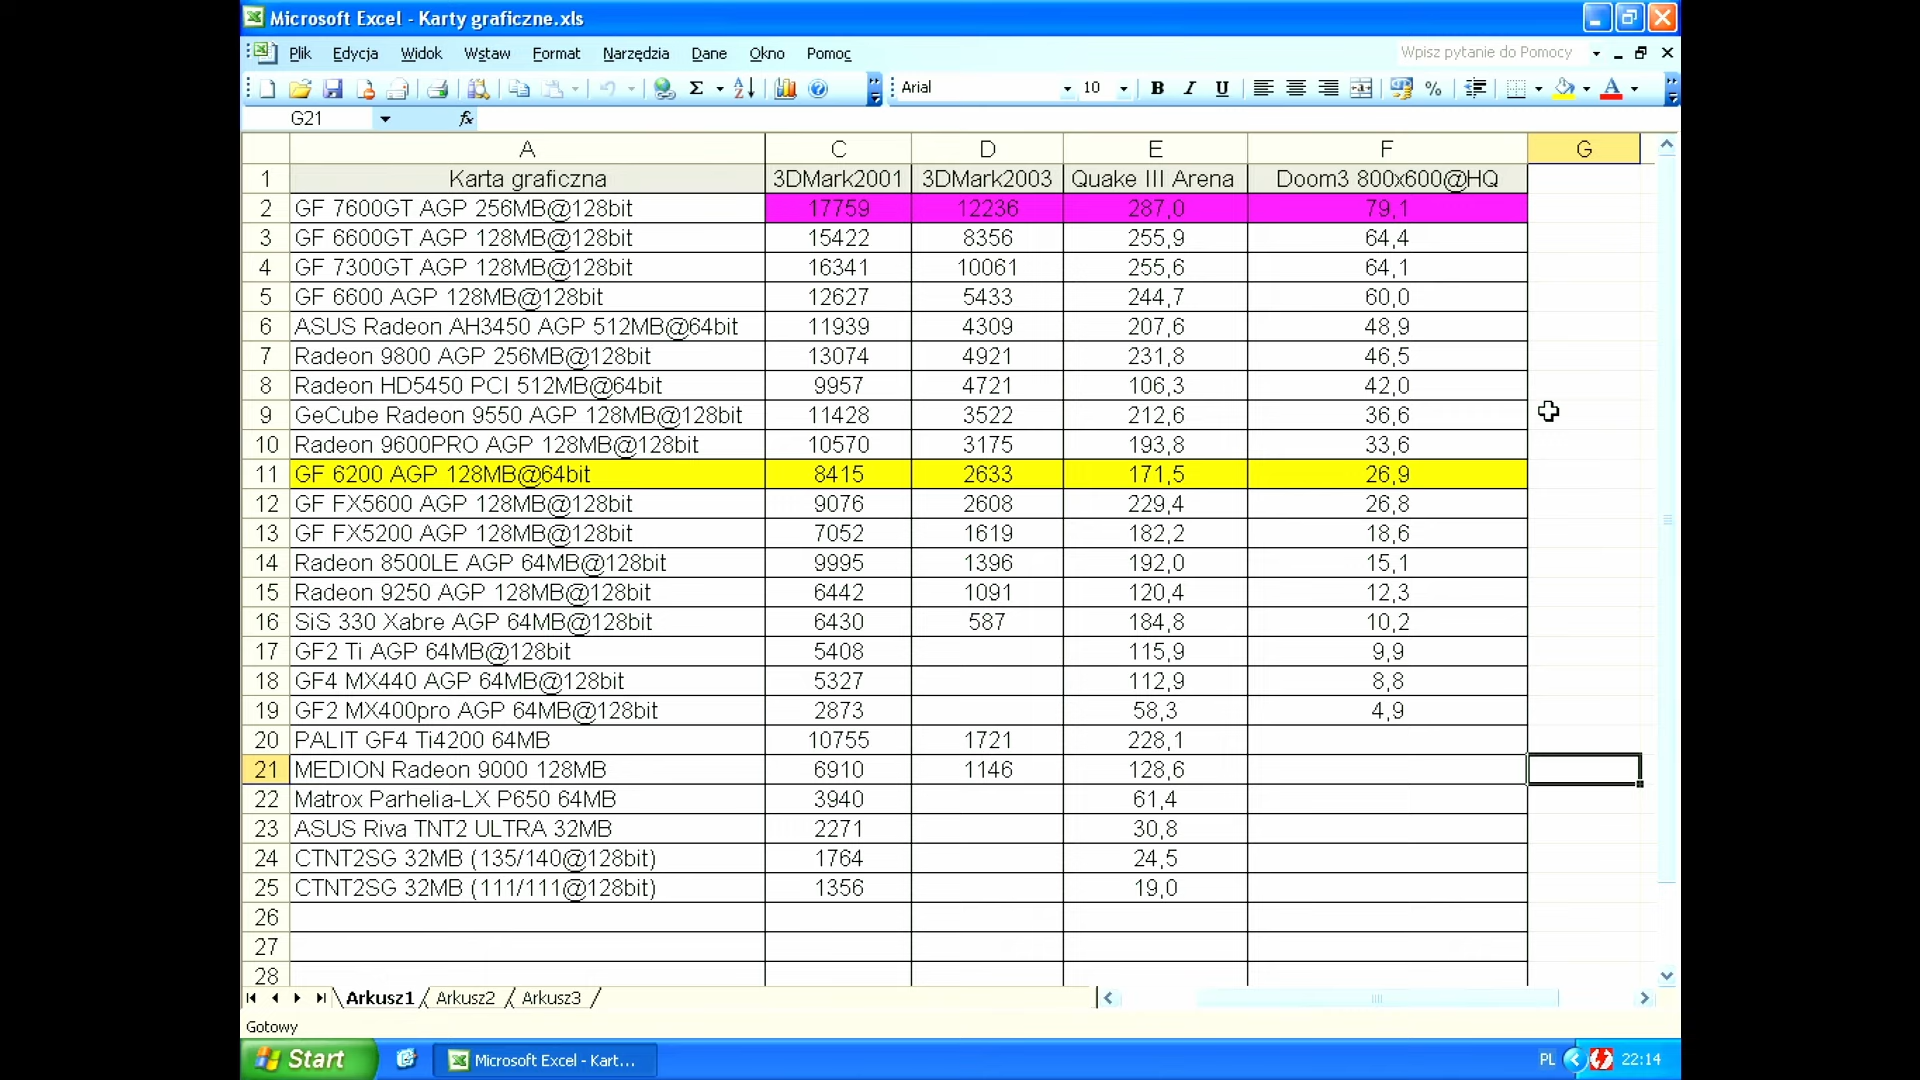 Microsoft Excel - Karty graficzne.xls
Plik Edycja Widok Wstaw Format Narzędzia Dane Okno Pomoc Wpisz pytanie do Pomocy
Arial 10 B I U % A
G21 fx
A C D E F G
1 Karta graficzna 3DMark2001 3DMark2003 Quake III Arena Doom3 800x600@HQ
2 GF 7600GT AGP 256MB@128bit 17759 12236 287,0 79,1
3 GF 6600GT AGP 128MB@128bit 15422 8356 255,9 64,4
4 GF 7300GT AGP 128MB@128bit 16341 10061 255,6 64,1
5 GF 6600 AGP 128MB@128bit 12627 5433 244,7 60,0
6 ASUS Radeon AH3450 AGP 512MB@64bit 11939 4309 207,6 48,9
7 Radeon 9800 AGP 256MB@128bit 13074 4921 231,8 46,5
8 Radeon HD5450 PCI 512MB@64bit 9957 4721 106,3 42,0
9 GeCube Radeon 9550 AGP 128MB@128bit 11428 3522 212,6 36,6
10 Radeon 9600PRO AGP 128MB@128bit 10570 3175 193,8 33,6
11 GF 6200 AGP 128MB@64bit 8415 2633 171,5 26,9
12 GF FX5600 AGP 128MB@128bit 9076 2608 229,4 26,8
13 GF FX5200 AGP 128MB@128bit 7052 1619 182,2 18,6
14 Radeon 8500LE AGP 64MB@128bit 9995 1396 192,0 15,1
15 Radeon 9250 AGP 128MB@128bit 6442 1091 120,4 12,3
16 SiS 330 Xabre AGP 64MB@128bit 6430 587 184,8 10,2
17 GF2 Ti AGP 64MB@128bit 5408 115,9 9,9
18 GF4 MX440 AGP 64MB@128bit 5327 112,9 8,8
19 GF2 MX400pro AGP 64MB@128bit 2873 58,3 4,9
20 PALIT GF4 Ti4200 64MB 10755 1721 228,1
21 MEDION Radeon 9000 128MB 6910 1146 128,6
22 Matrox Parhelia-LX P650 64MB 3940 61,4
23 ASUS Riva TNT2 ULTRA 32MB 2271 30,8
24 CTNT2SG 32MB (135/140@128bit) 1764 24,5
25 CTNT2SG 32MB (111/111@128bit) 1356 19,0
26
27
28
Arkusz1 Arkusz2 Arkusz3
Gotowy
Start Microsoft Excel - Kart... PL 22:14